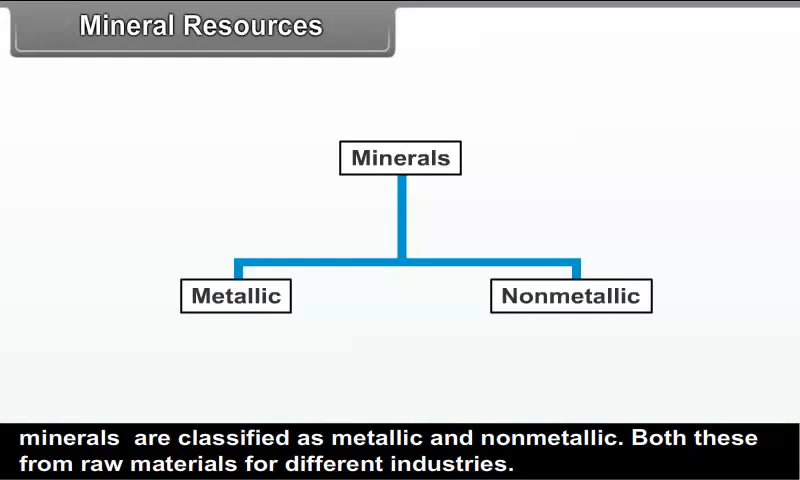 Mineral Resources
Minerals
Metallic
Nonmetallic
minerals  are classified as metallic and nonmetallic. Both these
from raw materials for different industries.